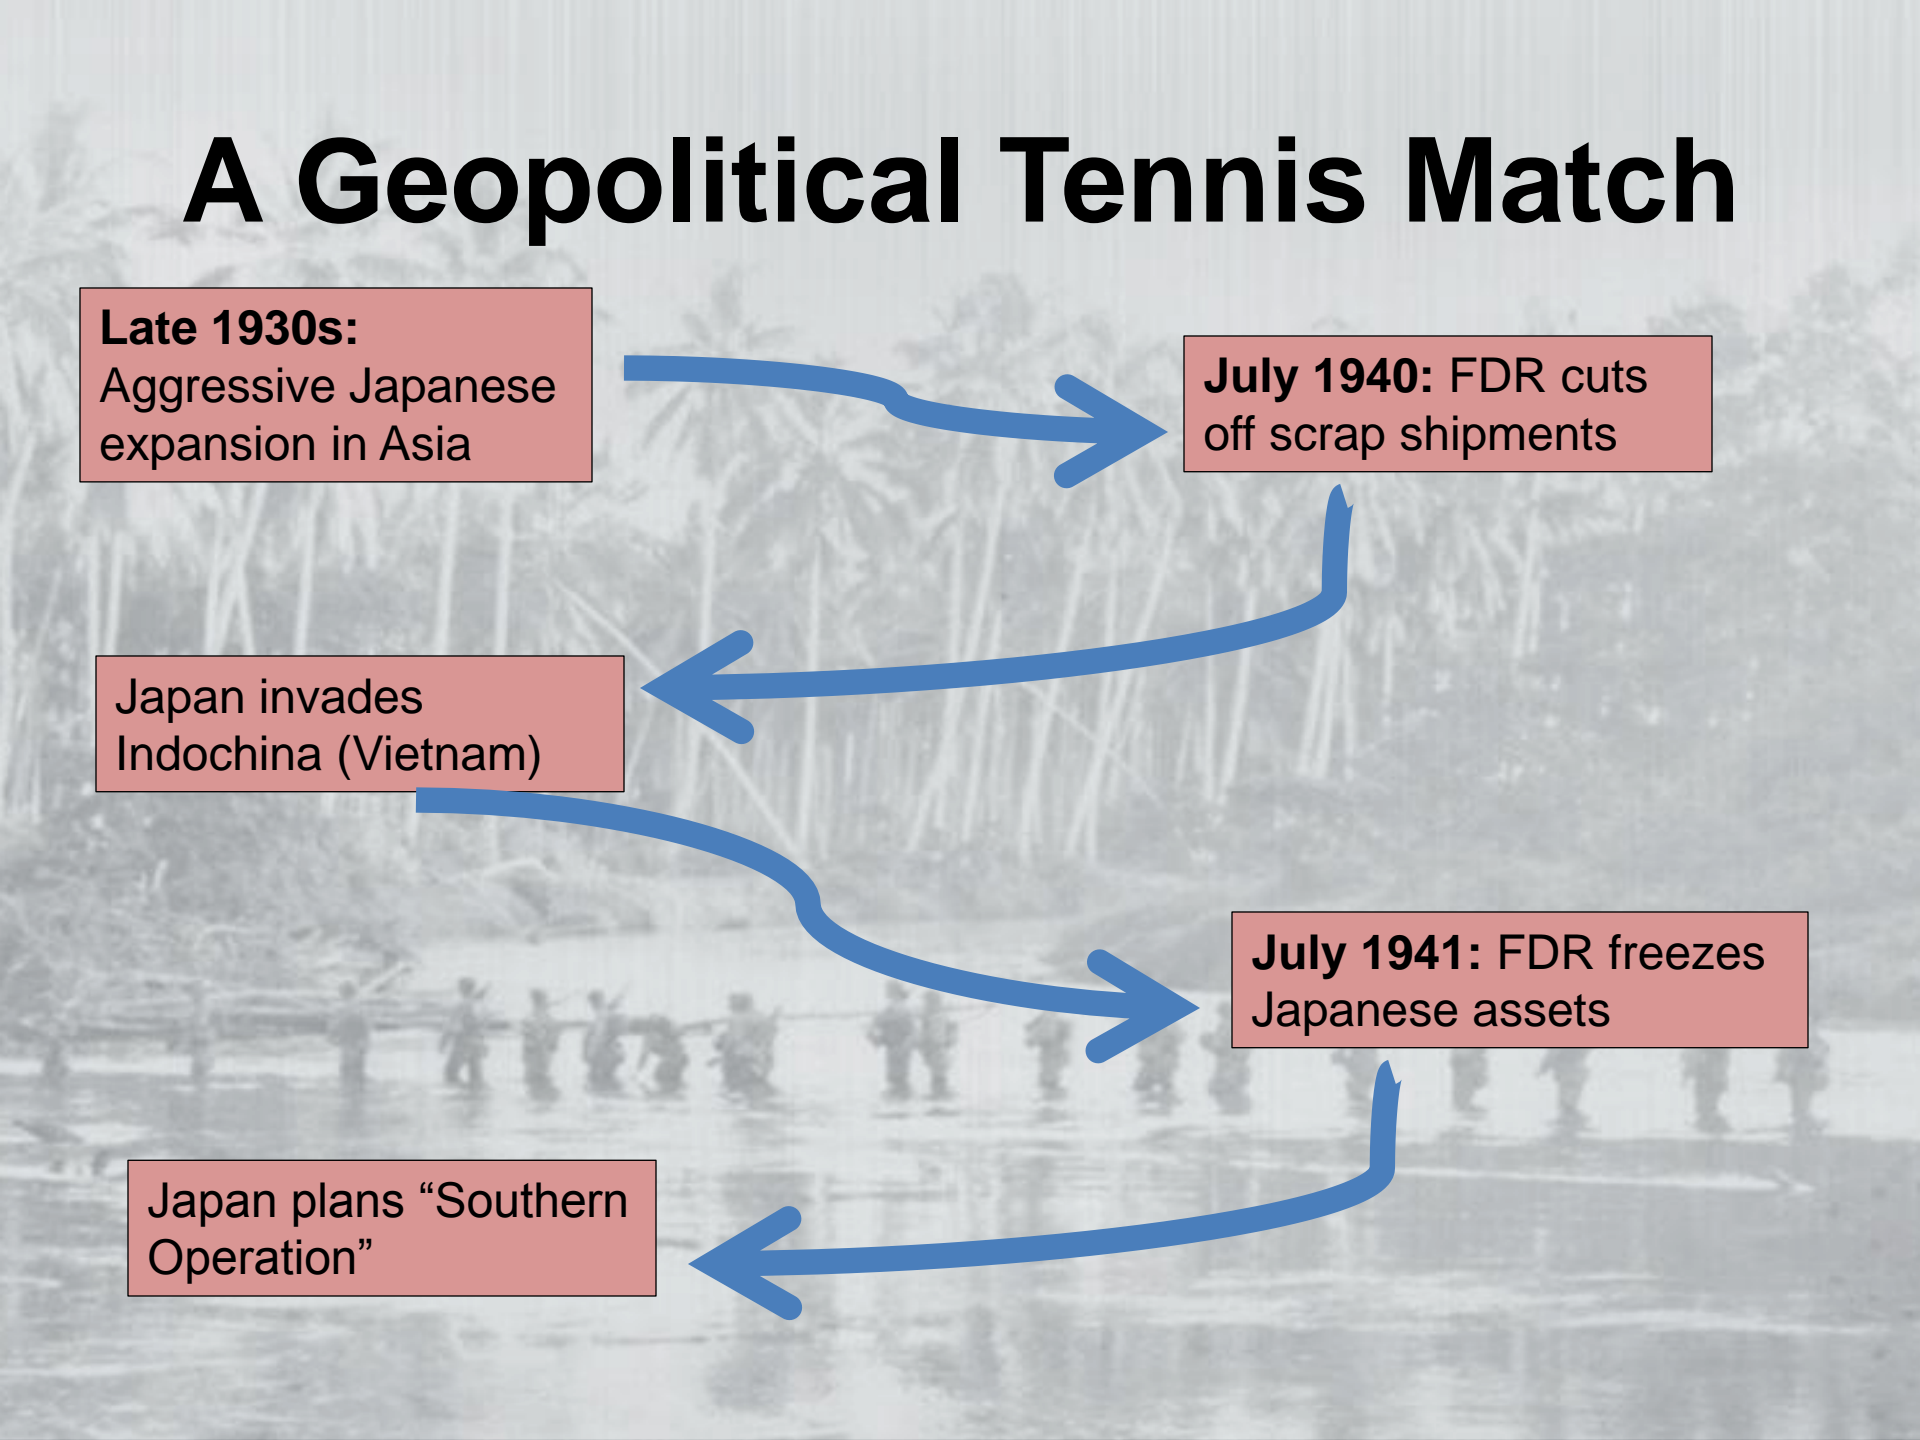 A Geopolitical Tennis Match
Late 1930s:
Aggressive Japanese
expansion in Asia
July 1940: FDR cuts
off scrap shipments
Japan invades
Indochina (Vietnam)
July 1941: FDR freezes
Japanese assets
Japan plans “Southern
Operation”